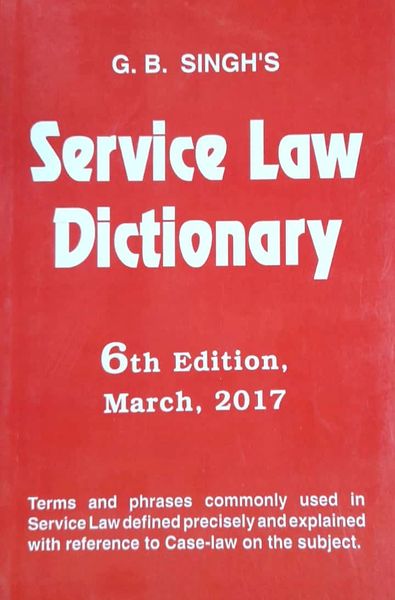 G. B. SINGH'S
Service Law
Dictionary
6th Edition,
March, 2017
Terms and phrases commonly used in
Service Law defined precisely and explained
with reference to Case-law on the subject.